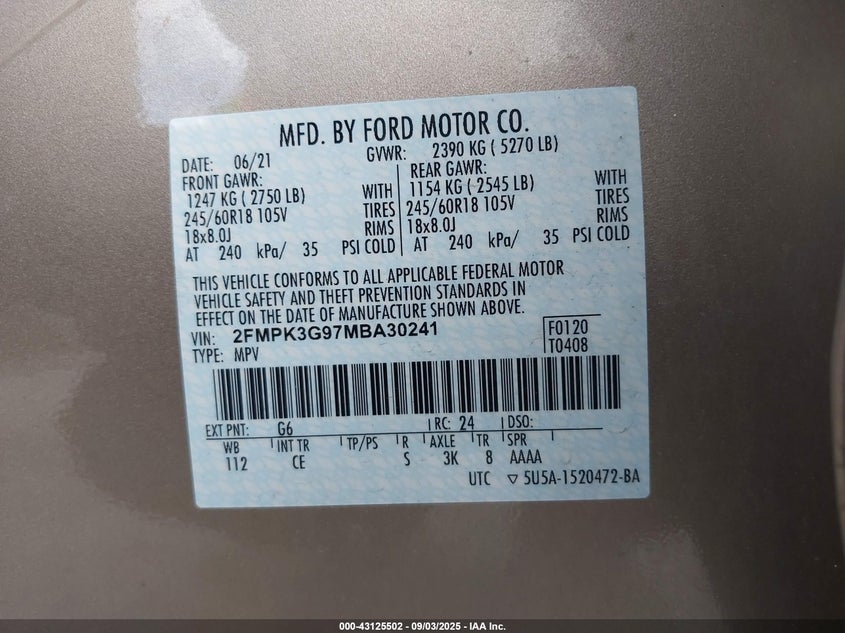 MFD. BY FORD MOTOR CO.
DATE: 06/21 GVWR: 2390 KG ( 5270 LB)
FRONT GAWR: REAR GAWR:
1247 KG ( 2750 LB) WITH 1154 KG ( 2545 LB) WITH
245/60R18 105V TIRES 245/60R18 105V TIRES
18x8.0J RIMS 18x8.0J RIMS
AT 240 kPa/ 35 PSI COLD AT 240 kPa/ 35 PSI COLD
THIS VEHICLE CONFORMS TO ALL APPLICABLE FEDERAL MOTOR
VEHICLE SAFETY AND THEFT PREVENTION STANDARDS IN
EFFECT ON THE DATE OF MANUFACTURE SHOWN ABOVE.
VIN: 2FMPK3G97MBA30241 F0120
TYPE: MPV T0408
EXT PNT: G6 RC: 24 DSO:
WB INT TR TP/PS R AXLE TR SPR
112 CE S 3K 8 AAAA
UTC ▽ 5U5A-1520472-BA
000-43125502 - 09/03/2025 - IAA Inc.